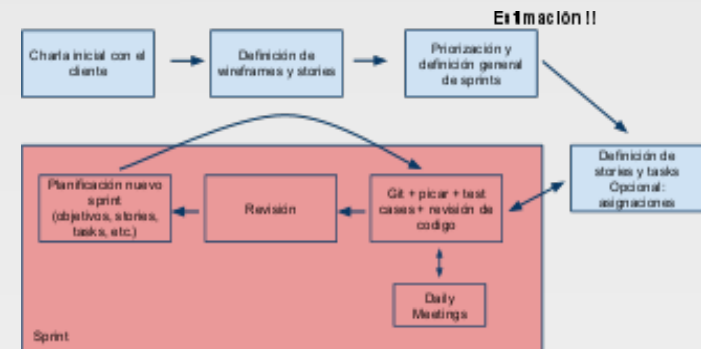 Estimación !!
Charla inicial con el
cliente
Definición de
wireframes y stories
Priorización y
definición general
de sprints
Definición de
stories y tasks
Opcional:
asignaciones
Planificación nuevo
sprint
(objetivos, stories,
tasks, etc.)
Revisión
Git + picar + test
cases + revisión de
codigo
Daily
Meetings
Sprint